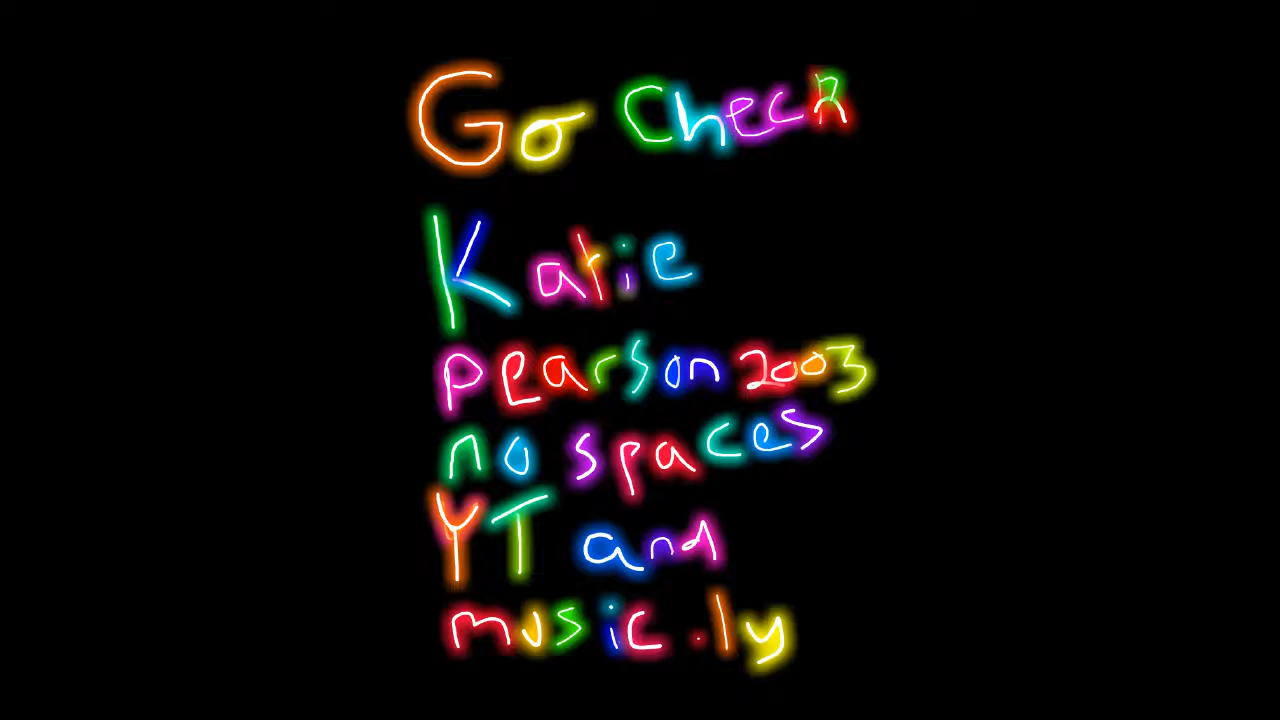 Go Check
Katie
pearson2003
no spaces
YT and
music.ly